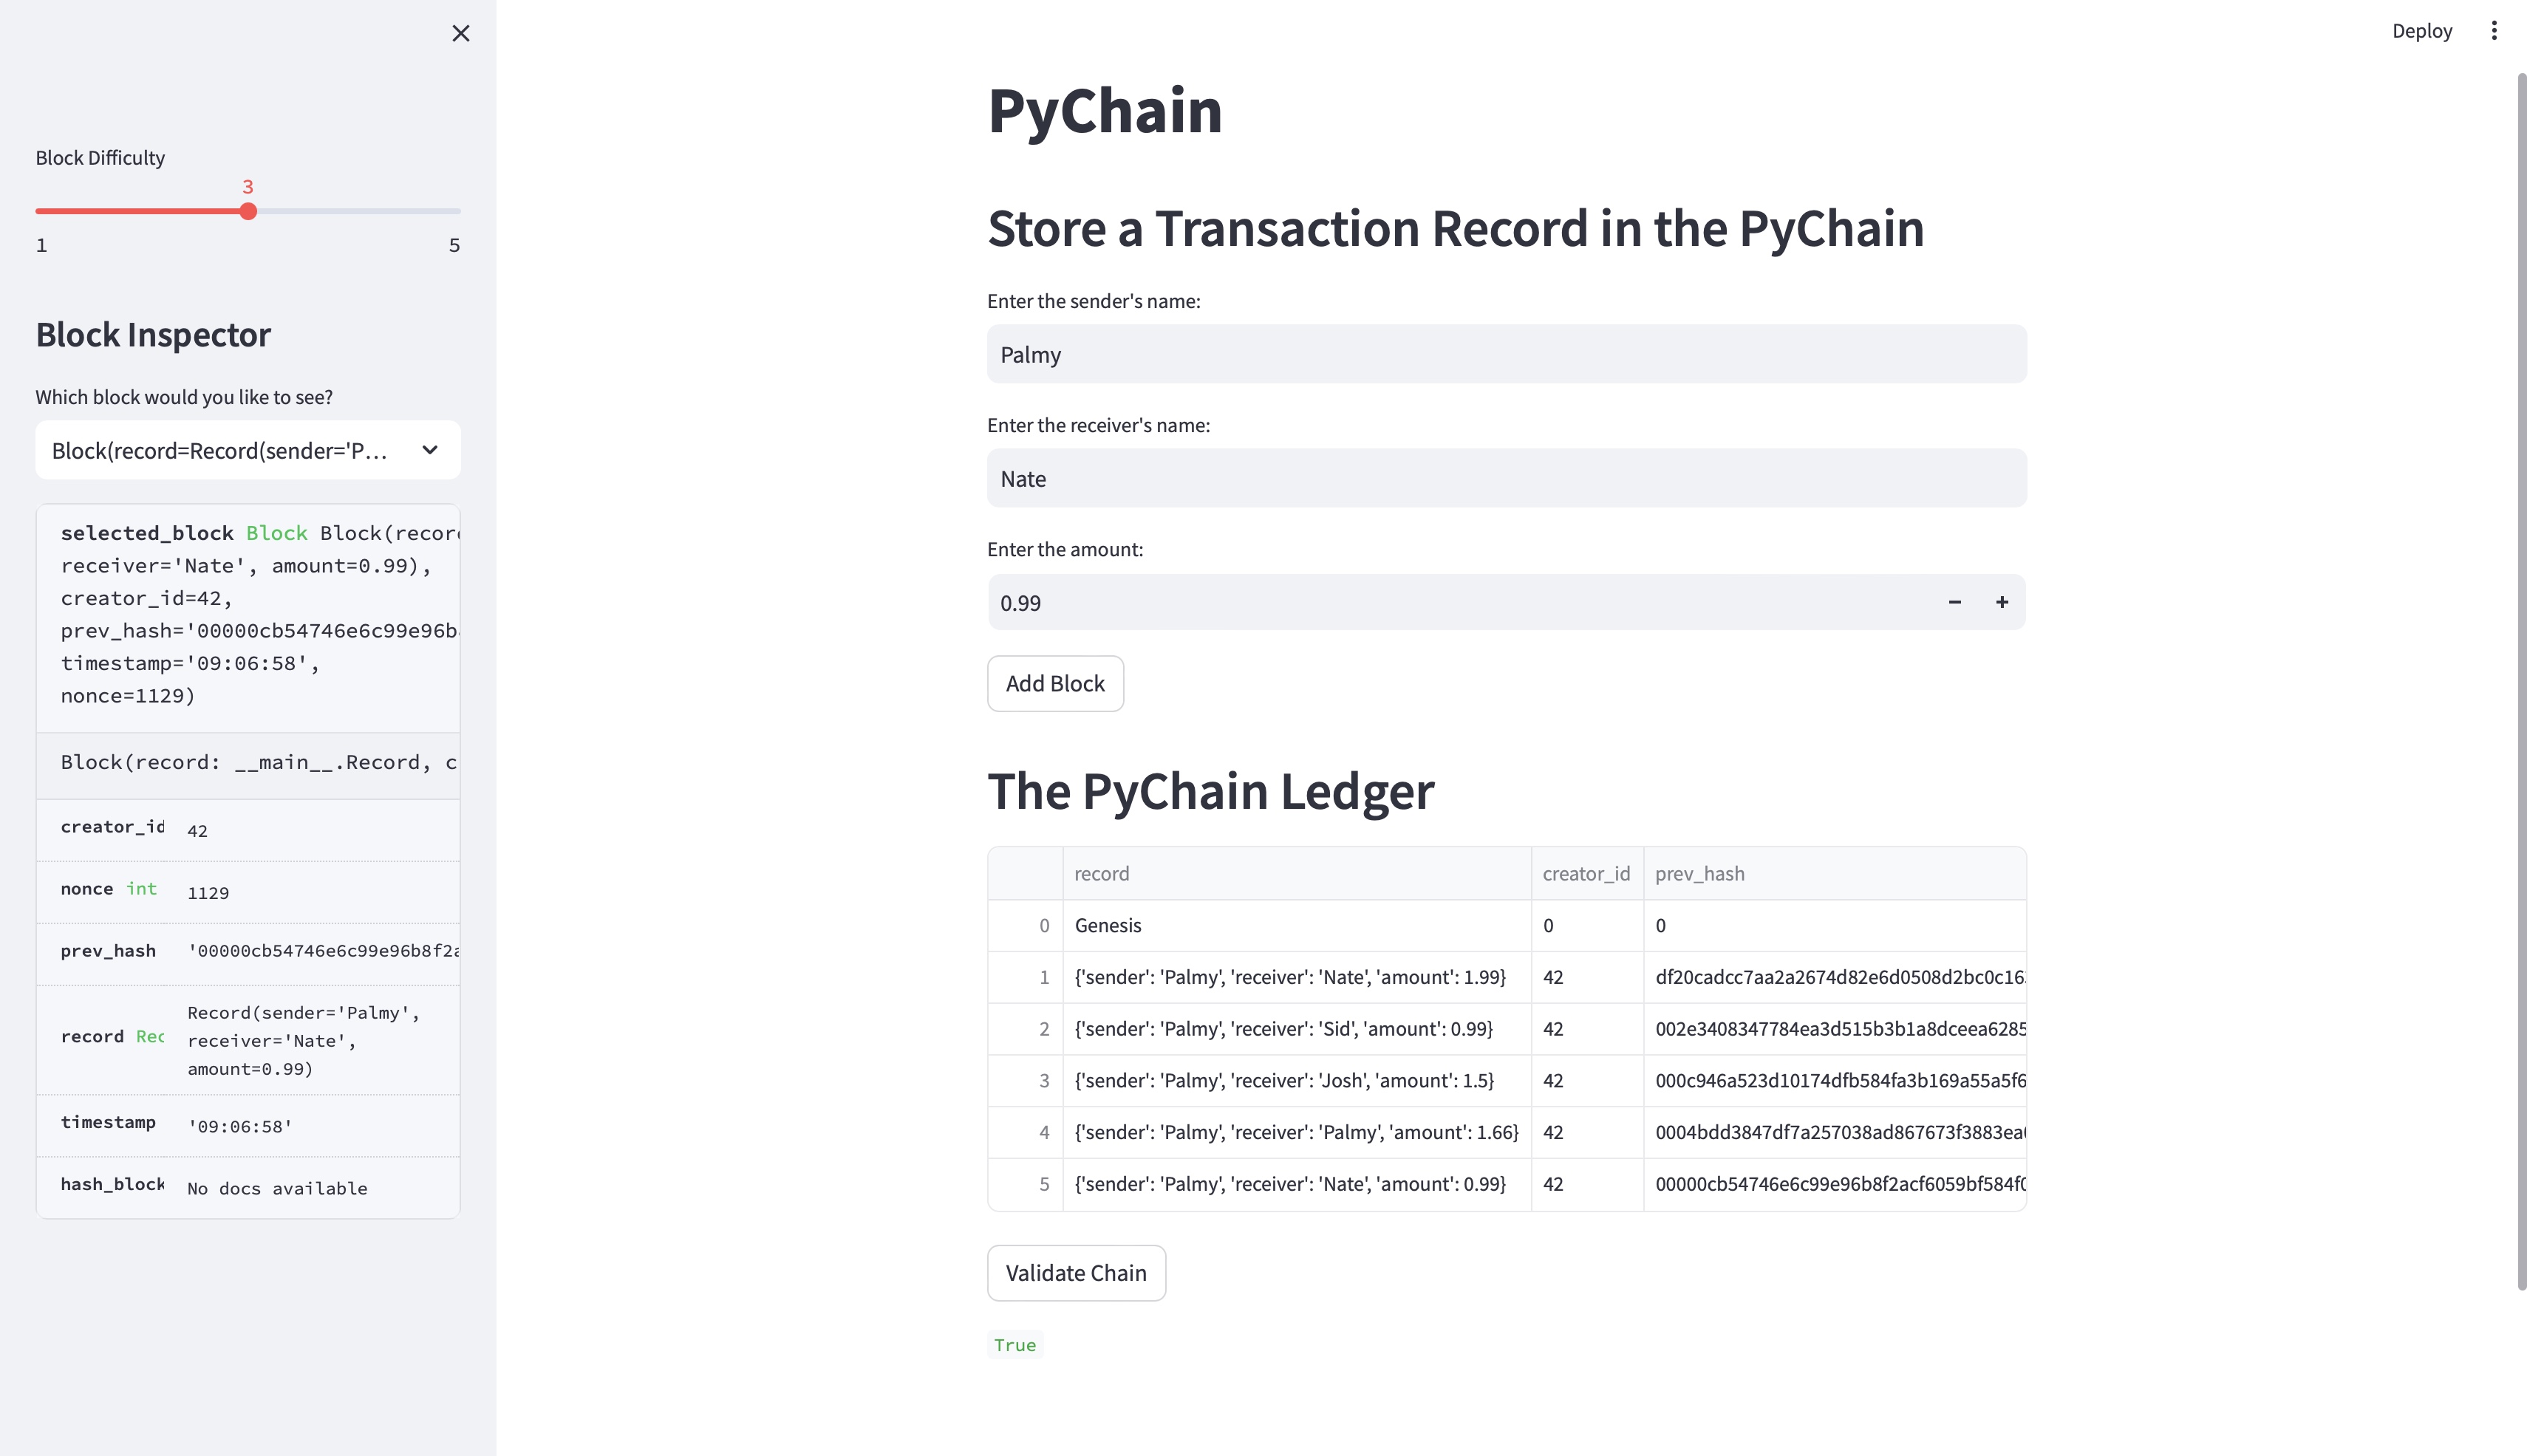 Deploy
Block Difficulty
3
1 5
Block Inspector
Which block would you like to see?
Block(record=Record(sender='P...
selected_block Block Block(recor
receiver='Nate', amount=0.99),
creator_id=42,
prev_hash='00000cb54746e6c99e96b
timestamp='09:06:58',
nonce=1129)
Block(record: __main__.Record, c
creator_id 42
nonce int 1129
prev_hash '00000cb54746e6c99e96b8f2a
record Rec Record(sender='Palmy',
receiver='Nate',
amount=0.99)
timestamp '09:06:58'
hash_block No docs available
PyChain
Store a Transaction Record in the PyChain
Enter the sender's name:
Palmy
Enter the receiver's name:
Nate
Enter the amount:
0.99 − +
Add Block
The PyChain Ledger
record creator_id prev_hash
0 Genesis 0 0
1 {'sender': 'Palmy', 'receiver': 'Nate', 'amount': 1.99} 42 df20cadcc7aa2a2674d82e6d0508d2bc0c16
2 {'sender': 'Palmy', 'receiver': 'Sid', 'amount': 0.99} 42 002e3408347784ea3d515b3b1a8dceea6285
3 {'sender': 'Palmy', 'receiver': 'Josh', 'amount': 1.5} 42 000c946a523d10174dfb584fa3b169a55a5f6
4 {'sender': 'Palmy', 'receiver': 'Palmy', 'amount': 1.66} 42 0004bdd3847df7a257038ad867673f3883ea
5 {'sender': 'Palmy', 'receiver': 'Nate', 'amount': 0.99} 42 00000cb54746e6c99e96b8f2acf6059bf584f0
Validate Chain
True